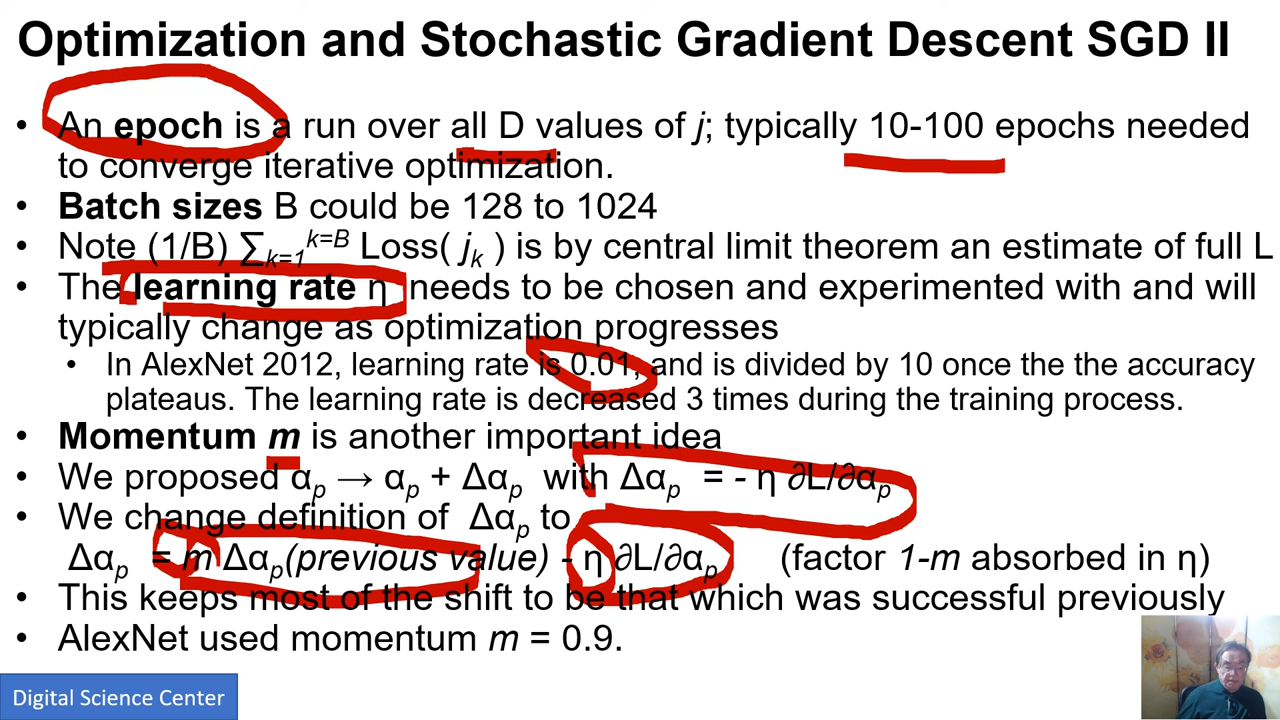 Optimization and Stochastic Gradient Descent SGD II
• An epoch is a run over all D values of j; typically 10-100 epochs needed
to converge iterative optimization.
• Batch sizes B could be 128 to 1024
• Note (1/B) ∑k=1 k=B Loss( jk ) is by central limit theorem an estimate of full L
• The learning rate η needs to be chosen and experimented with and will
typically change as optimization progresses
• In AlexNet 2012, learning rate is 0.01, and is divided by 10 once the the accuracy
plateaus. The learning rate is decreased 3 times during the training process.
• Momentum m is another important idea
• We proposed αp → αp + Δαp with Δαp = - η ∂L/∂αp
• We change definition of Δαp to
Δαp = m Δαp(previous value) - η ∂L/∂αp (factor 1-m absorbed in η)
• This keeps most of the shift to be that which was successful previously
• AlexNet used momentum m = 0.9.
Digital Science Center